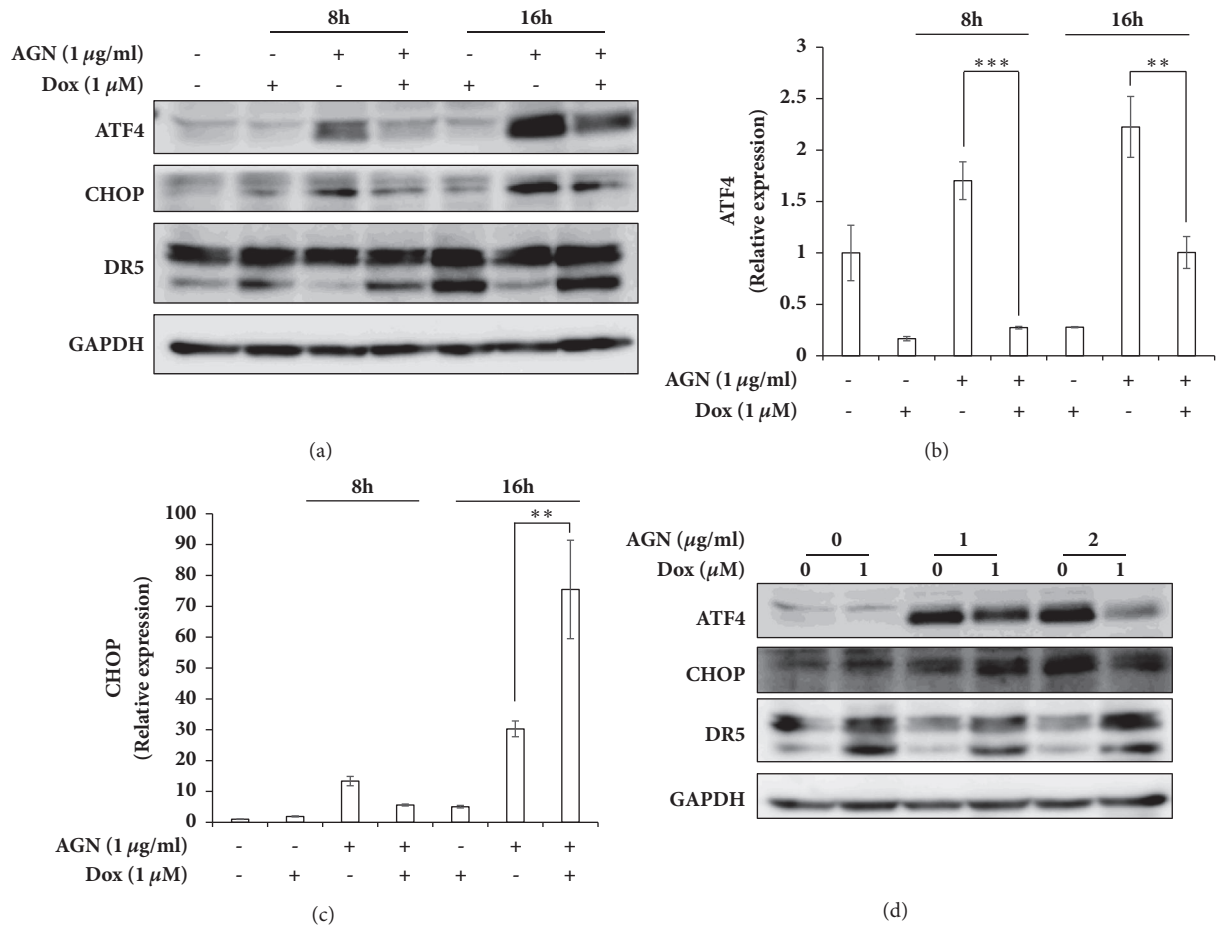 8h 16h
AGN (1 μg/ml) - - + + - + +
Dox (1 μM) - + - + + - +
ATF4
CHOP
DR5
GAPDH
(a)
8h 16h
3
2.5
2
1.5
1
0.5
0
ATF4
(Relative expression)
*** **
AGN (1 μg/ml) - - + + - + +
Dox (1 μM) - + - + + - +
(b)
8h 16h
100
90
80
70
60
50
40
30
20
10
0
CHOP
(Relative expression)
**
AGN (1 μg/ml) - - + + - + +
Dox (1 μM) - + - + + - +
(c)
AGN (μg/ml) 0 1 2
Dox (μM) 0 1 0 1 0 1
ATF4
CHOP
DR5
GAPDH
(d)